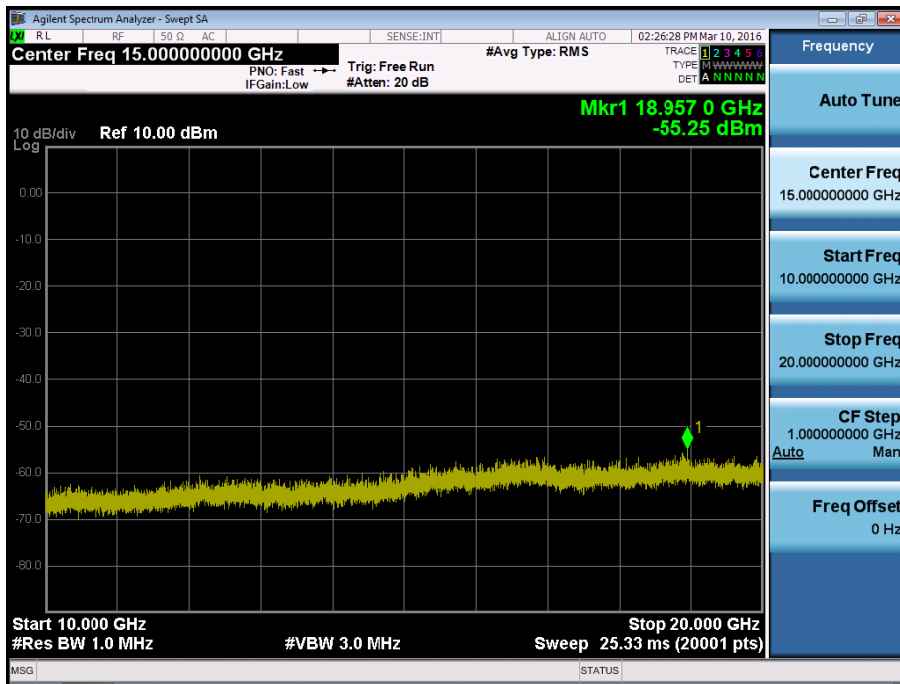 Agilent Spectrum Analyzer - Swept SA
LXI RL RF 50 Ω AC SENSE:INT ALIGN AUTO 02:26:28 PM Mar 10, 2016
Center Freq 15.000000000 GHz
PNO: Fast
IFGain:Low
Trig: Free Run
#Atten: 20 dB
#Avg Type: RMS
TRACE 1 2 3 4 5 6
TYPE M WWWWW
DET A N N N N N
Mkr1 18.957 0 GHz
-55.25 dBm
10 dB/div Ref 10.00 dBm
Log
0.00
-10.0
-20.0
-30.0
-40.0
-50.0
-60.0
-70.0
-80.0
1
Start 10.000 GHz Stop 20.000 GHz
#Res BW 1.0 MHz #VBW 3.0 MHz Sweep 25.33 ms (20001 pts)
MSG STATUS
Frequency
Auto Tune
Center Freq
15.000000000 GHz
Start Freq
10.000000000 GHz
Stop Freq
20.000000000 GHz
CF Step
1.000000000 GHz
Auto Man
Freq Offset
0 Hz